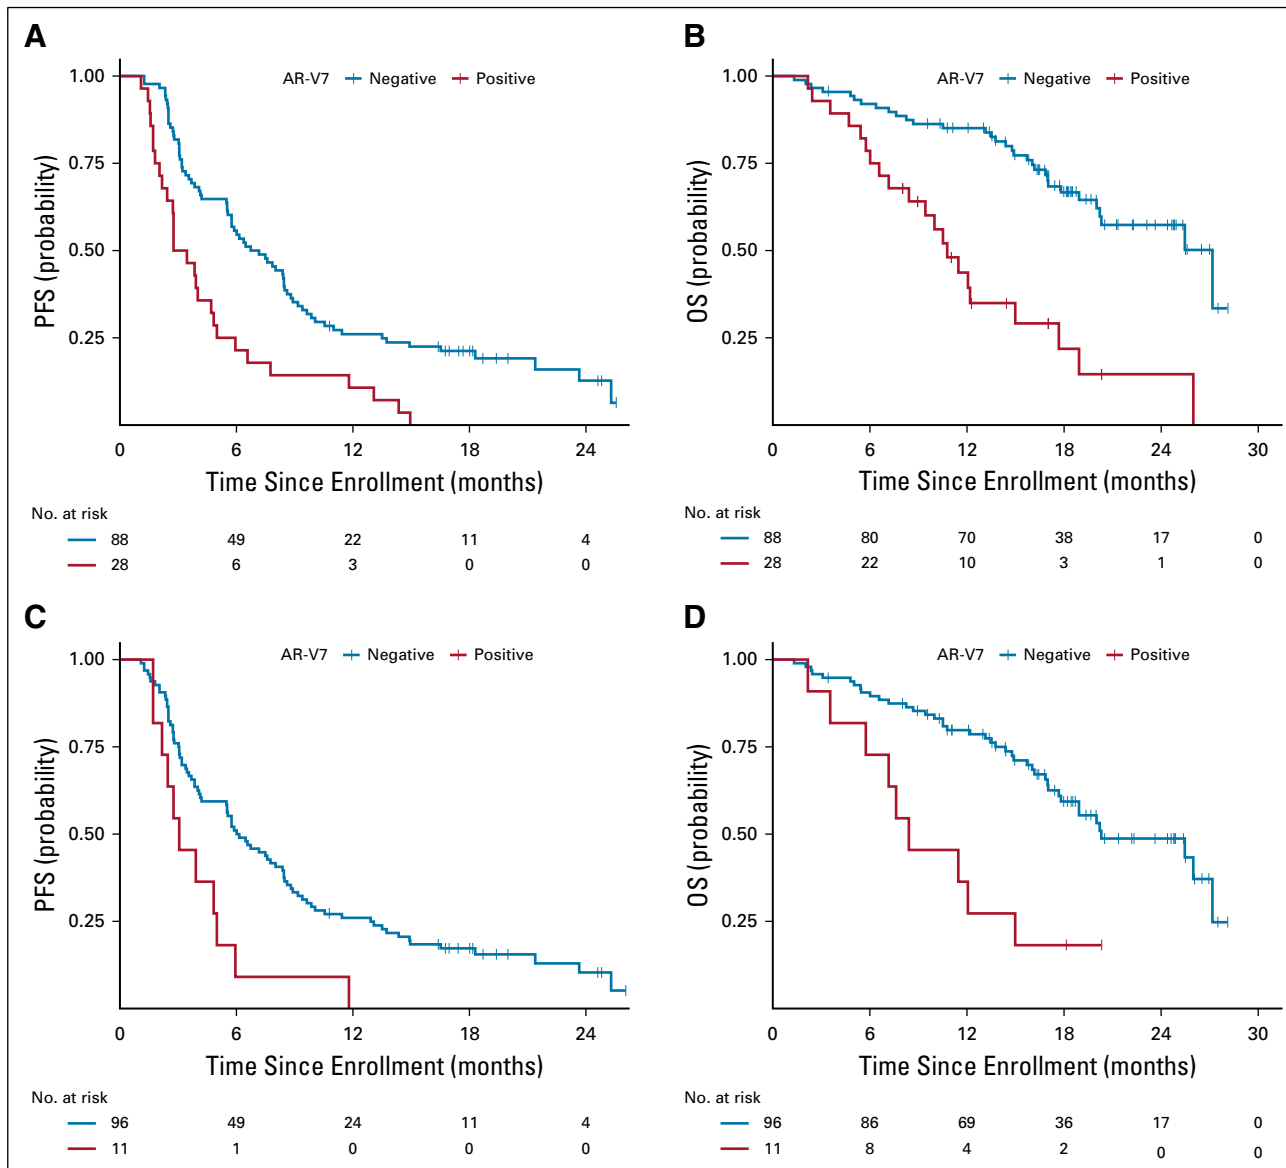 A
AR-V7 Negative Positive
1.00
0.75
0.50
0.25
PFS (probability)
0 6 12 18 24
Time Since Enrollment (months)
No. at risk
88 49 22 11 4
28 6 3 0 0
B
AR-V7 Negative Positive
1.00
0.75
0.50
0.25
OS (probability)
0 6 12 18 24 30
Time Since Enrollment (months)
No. at risk
88 80 70 38 17 0
28 22 10 3 1 0
C
AR-V7 Negative Positive
1.00
0.75
0.50
0.25
PFS (probability)
0 6 12 18 24
Time Since Enrollment (months)
No. at risk
96 49 24 11 4
11 1 0 0 0
D
AR-V7 Negative Positive
1.00
0.75
0.50
0.25
OS (probability)
0 6 12 18 24 30
Time Since Enrollment (months)
No. at risk
96 86 69 36 17 0
11 8 4 2 0 0